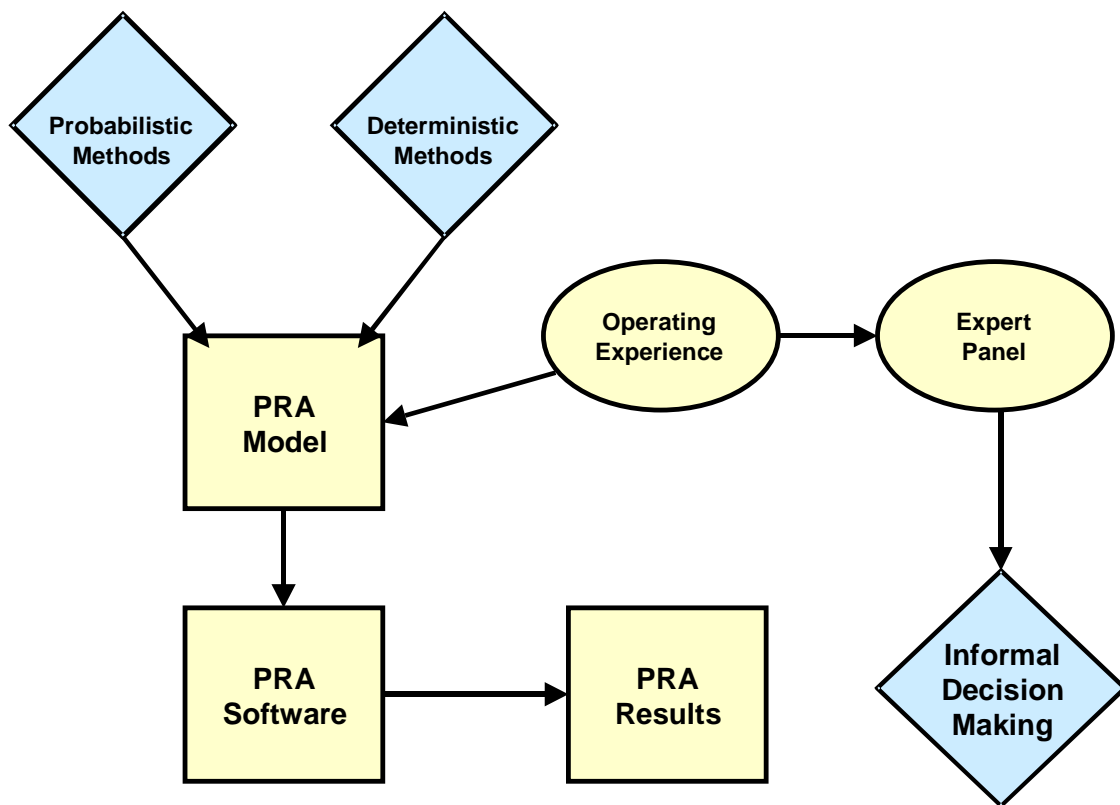 Probabilistic
Methods
Deterministic
Methods
Operating
Experience
Expert
Panel
PRA
Model
PRA
Software
PRA
Results
Informal
Decision
Making